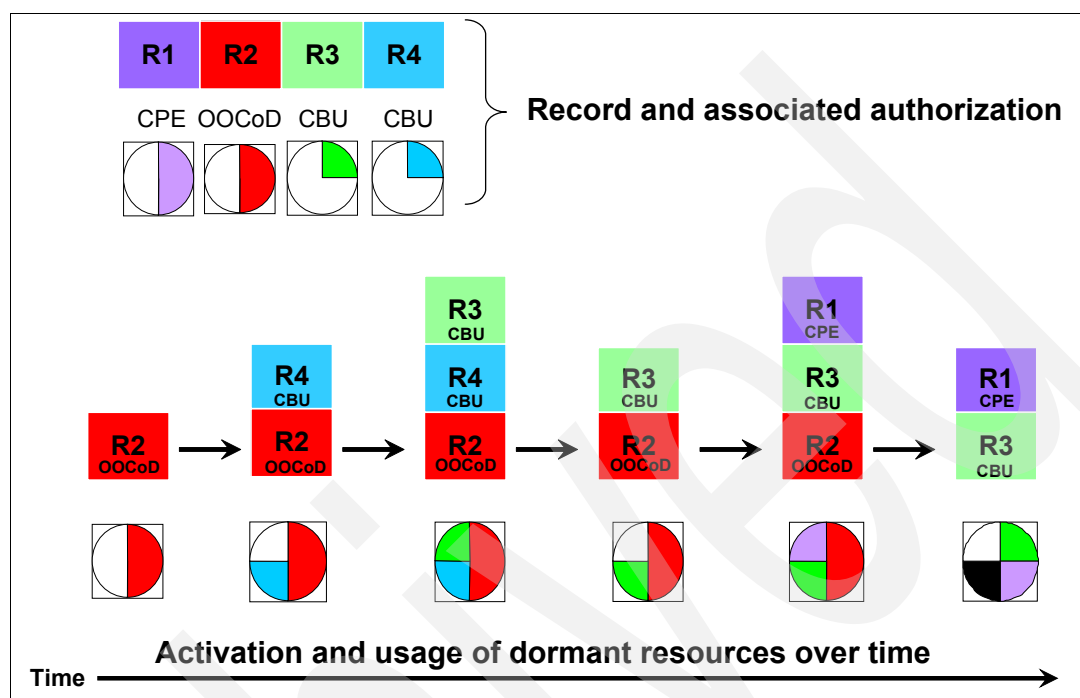 R1 R2 R3 R4
CPE OOCoD CBU CBU
Record and associated authorization
R3
CBU
R1
CPE
R4
CBU
R4
CBU
R3
CBU
R3
CBU
R1
CPE
R2
OOCoD
R2
OOCoD
R2
OOCoD
R2
OOCoD
R2
OOCoD
R3
CBU
Activation and usage of dormant resources over time
Time